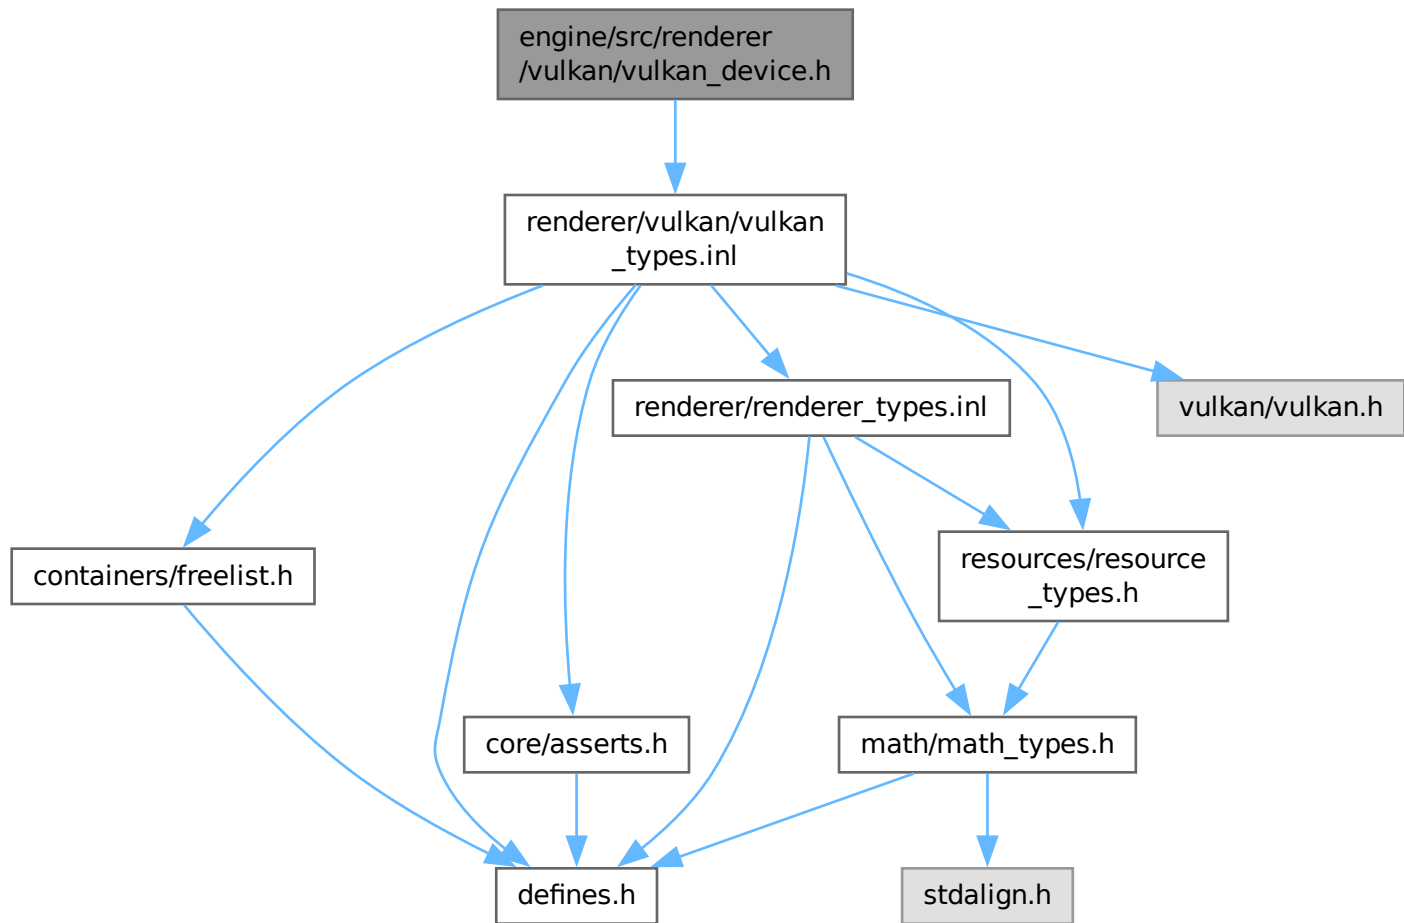 engine/src/renderer
/vulkan/vulkan_device.h
renderer/vulkan/vulkan
_types.inl
renderer/renderer_types.inl
vulkan/vulkan.h
containers/freelist.h
resources/resource
_types.h
core/asserts.h
math/math_types.h
defines.h
stdalign.h